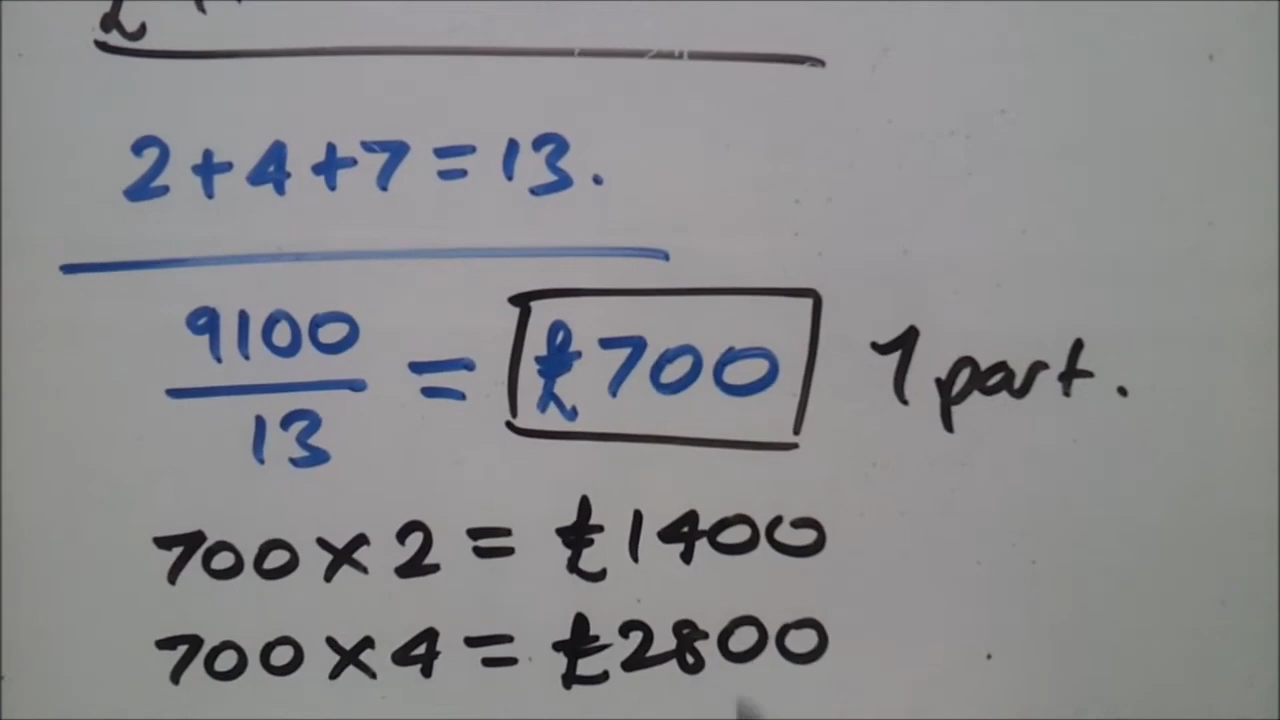 2+4+7=13.
9100
13
= £700 1 part.
700×2 = £1400
700×4 = £2800